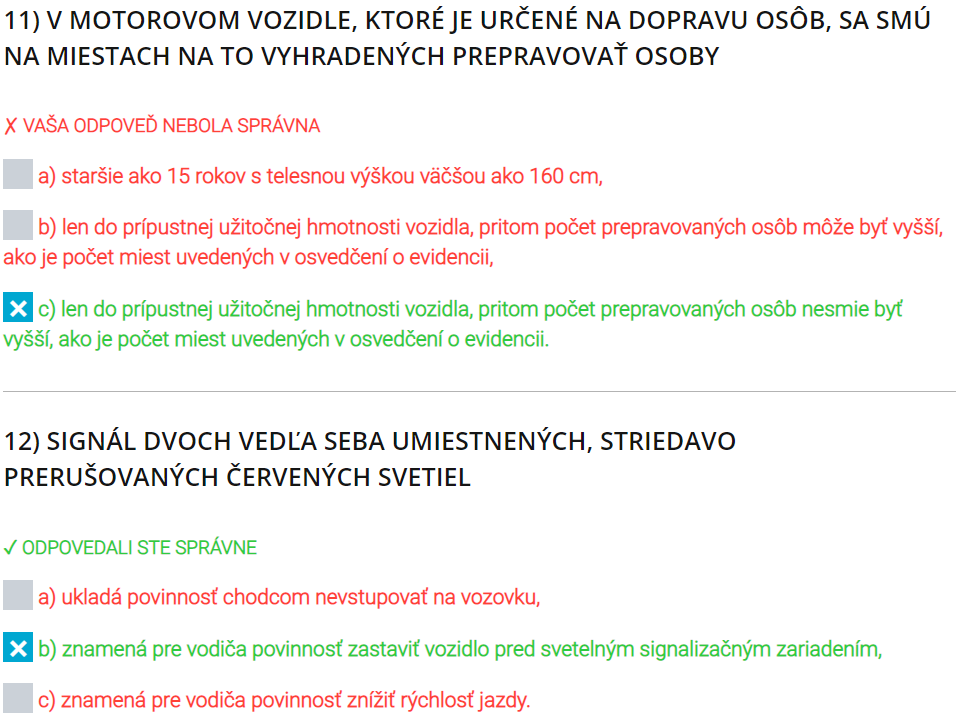 11) V MOTOROVOM VOZIDLE, KTORÉ JE URČENÉ NA DOPRAVU OSÔB, SA SMÚ
NA MIESTACH NA TO VYHRADENÝCH PREPRAVOVAŤ OSOBY
✗ VAŠA ODPOVEĎ NEBOLA SPRÁVNA
a) staršie ako 15 rokov s telesnou výškou väčšou ako 160 cm,
b) len do prípustnej užitočnej hmotnosti vozidla, pritom počet prepravovaných osôb môže byť vyšší,
ako je počet miest uvedených v osvedčení o evidencii,
c) len do prípustnej užitočnej hmotnosti vozidla, pritom počet prepravovaných osôb nesmie byť
vyšší, ako je počet miest uvedených v osvedčení o evidencii.
12) SIGNÁL DVOCH VEDĽA SEBA UMIESTNENÝCH, STRIEDAVO
PRERUŠOVANÝCH ČERVENÝCH SVETIEL
✓ ODPOVEDALI STE SPRÁVNE
a) ukladá povinnosť chodcom nevstupovať na vozovku,
b) znamená pre vodiča povinnosť zastaviť vozidlo pred svetelným signalizačným zariadením,
c) znamená pre vodiča povinnosť znížiť rýchlosť jazdy.